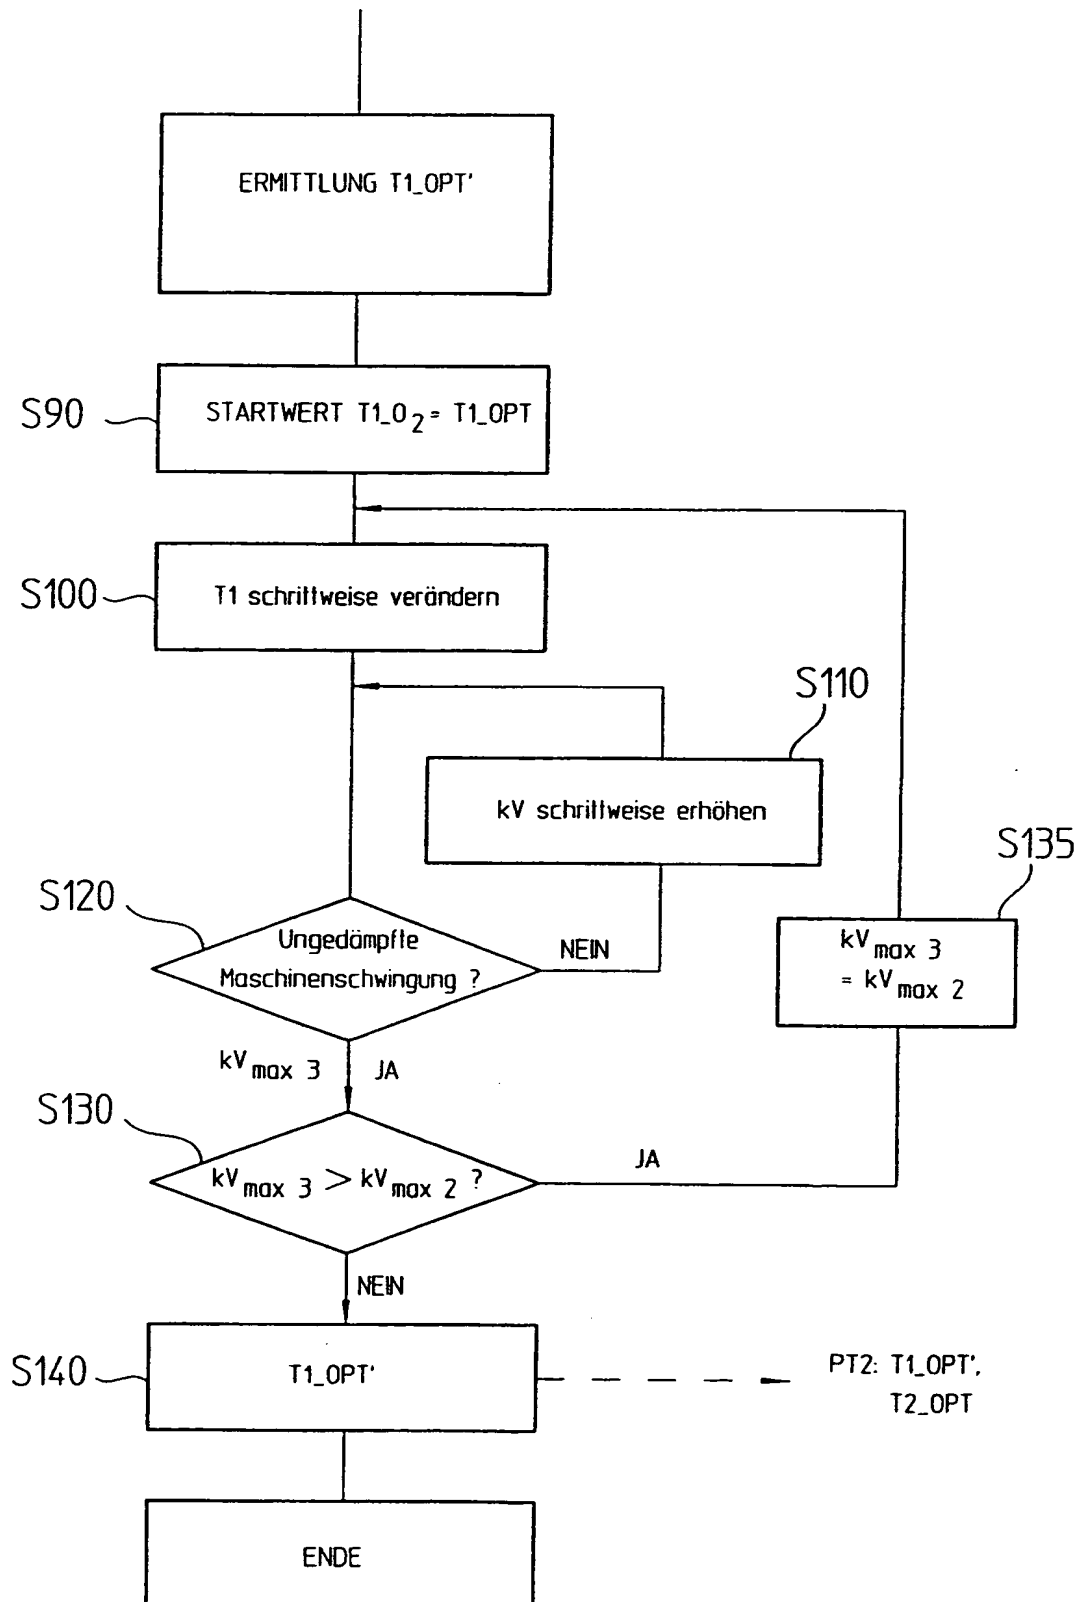 ERMITTLUNG T1_OPT'
S90
STARTWERT T1_O2 = T1_OPT
S100
T1 schrittweise verändern
S110
kV schrittweise erhöhen
S135
kVmax 3
= kVmax 2
S120
Ungedämpfte
Maschinenschwingung ?
NEIN
kVmax 3
JA
S130
kVmax 3 > kVmax 2 ?
JA
NEIN
S140
T1_OPT'
PT2: T1_OPT',
T2_OPT
ENDE